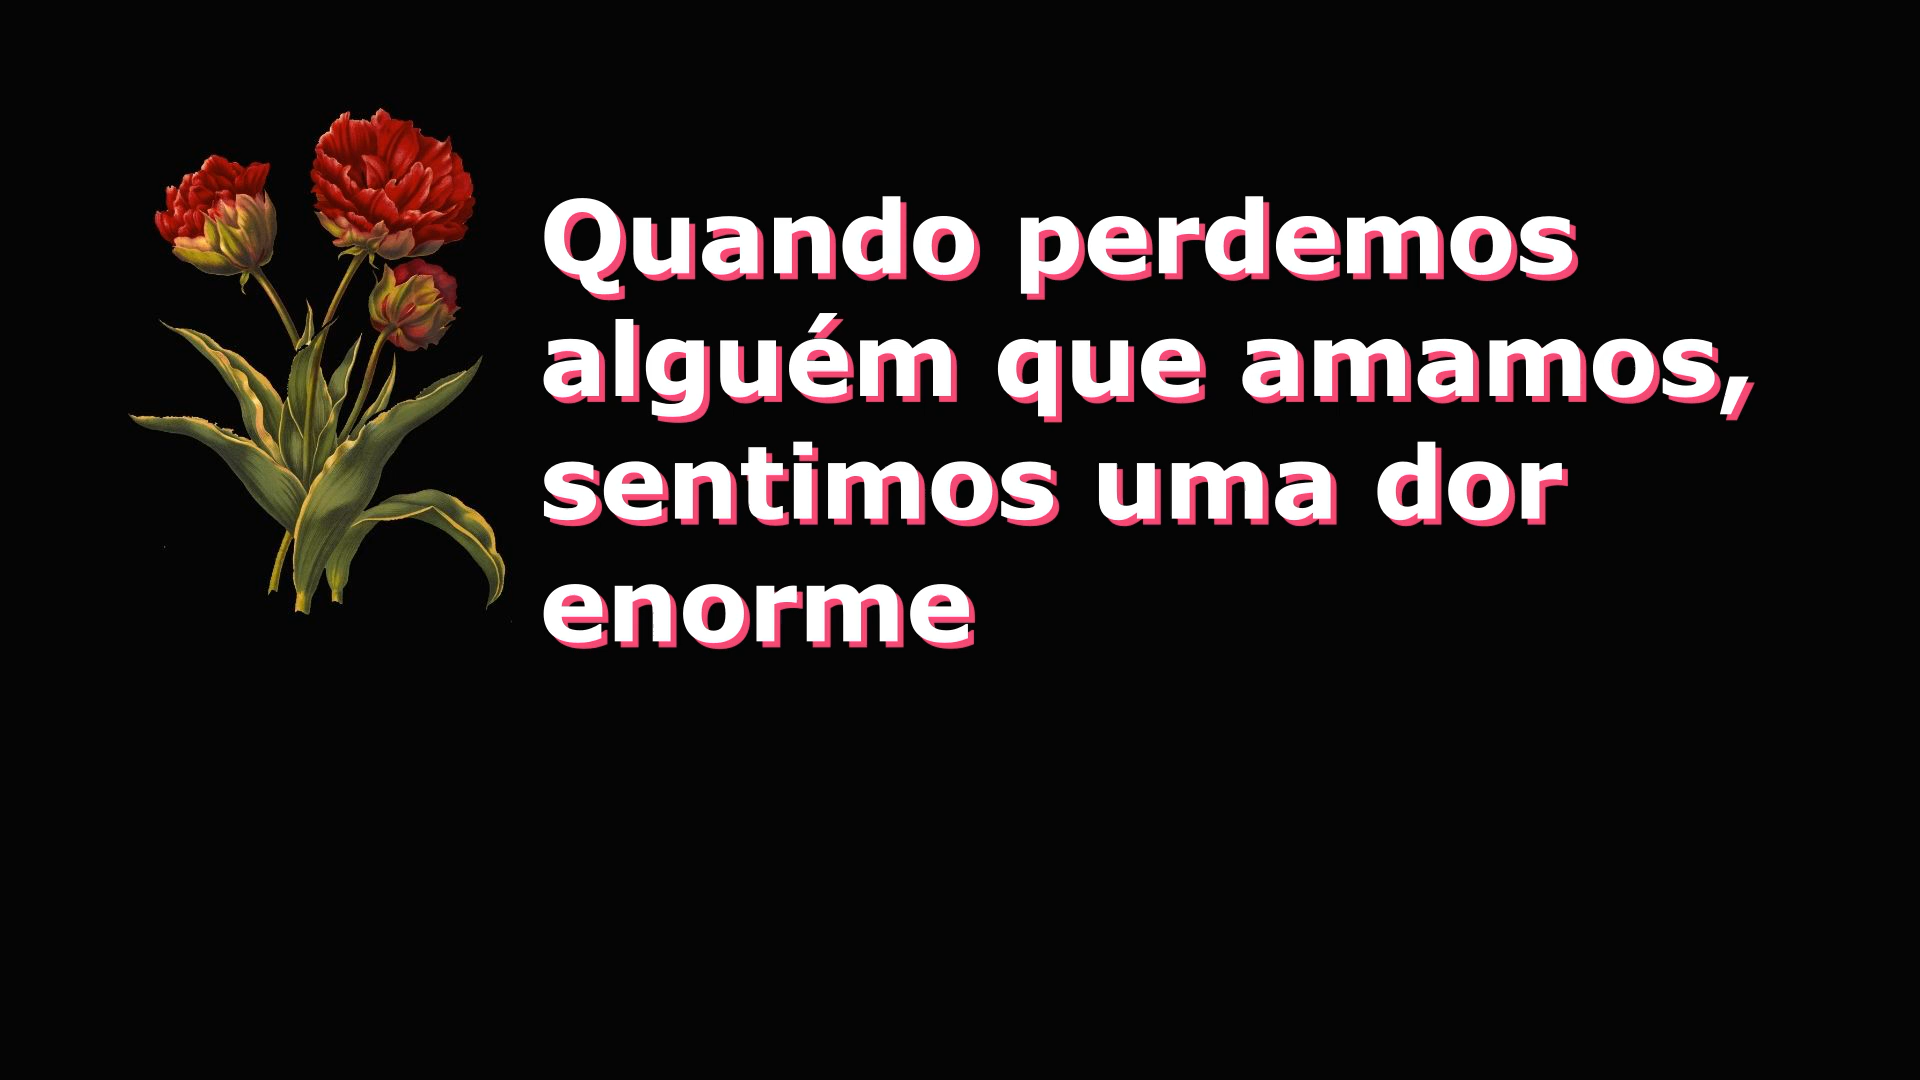 Quando perdemos
alguém que amamos,
sentimos uma dor
enorme